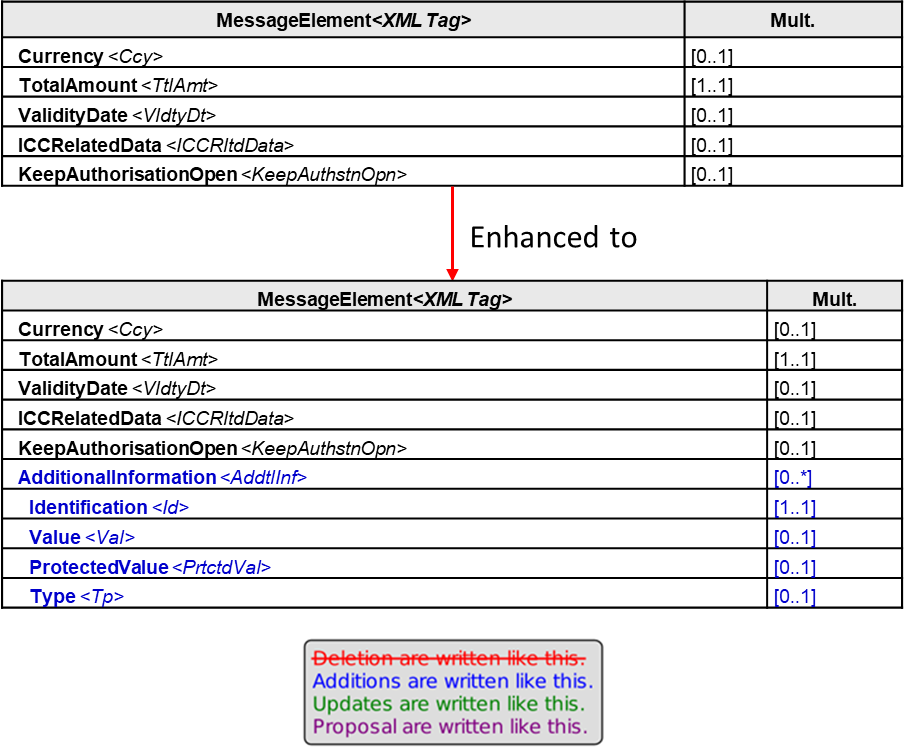 MessageElement<XML Tag> Mult.
Currency <Ccy> [0..1]
TotalAmount <TtlAmt> [1..1]
ValidityDate <VldtyDt> [0..1]
ICCRelatedData <ICCRltdData> [0..1]
KeepAuthorisationOpen <KeepAuthstnOpn> [0..1]
Enhanced to
MessageElement<XML Tag> Mult.
Currency <Ccy> [0..1]
TotalAmount <TtlAmt> [1..1]
ValidityDate <VldtyDt> [0..1]
ICCRelatedData <ICCRltdData> [0..1]
KeepAuthorisationOpen <KeepAuthstnOpn> [0..1]
AdditionalInformation <AddtlInf> [0..*]
Identification <Id> [1..1]
Value <Val> [0..1]
ProtectedValue <PrtctdVal> [0..1]
Type <Tp> [0..1]
Deletion are written like this.
Additions are written like this.
Updates are written like this.
Proposal are written like this.